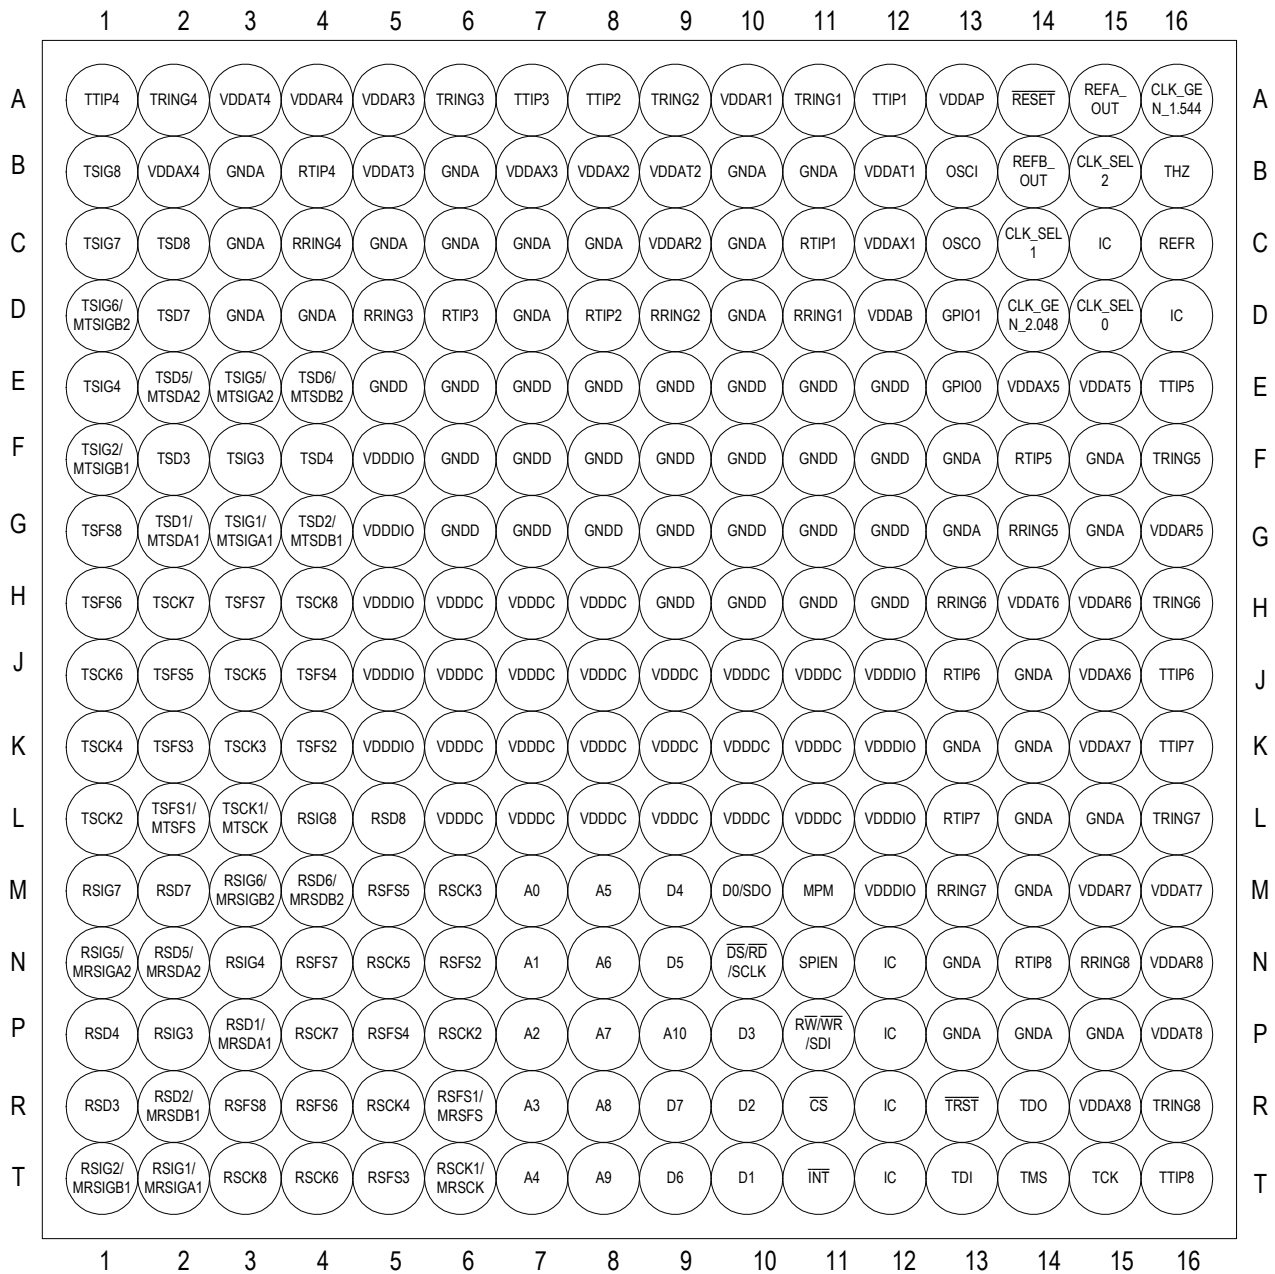 1 2 3 4 5 6 7 8 9 10 11 12 13 14 15 16
A TTIP4 TRING4 VDDAT4 VDDAR4 VDDAR3 TRING3 TTIP3 TTIP2 TRING2 VDDAR1 TRING1 TTIP1 VDDAP RESET REFA_OUT CLK_GEN_1.544 A
B TSIG8 VDDAX4 GNDA RTIP4 VDDAT3 GNDA VDDAX3 VDDAX2 VDDAT2 GNDA GNDA VDDAT1 OSCI REFB_OUT CLK_SEL2 THZ B
C TSIG7 TSD8 GNDA RRING4 GNDA GNDA GNDA GNDA VDDAR2 GNDA RTIP1 VDDAX1 OSCO CLK_SEL1 IC REFR C
D TSIG6/MTSIGB2 TSD7 GNDA GNDA RRING3 RTIP3 GNDA RTIP2 RRING2 GNDA RRING1 VDDAB GPIO1 CLK_GEN_2.048 CLK_SEL0 IC D
E TSIG4 TSD5/MTSDA2 TSIG5/MTSIGA2 TSD6/MTSDB2 GNDD GNDD GNDD GNDD GNDD GNDD GNDD GNDD GPIO0 VDDAX5 VDDAT5 TTIP5 E
F TSIG2/MTSIGB1 TSD3 TSIG3 TSD4 VDDDIO GNDD GNDD GNDD GNDD GNDD GNDD GNDD GNDA RTIP5 GNDA TRING5 F
G TSFS8 TSD1/MTSDA1 TSIG1/MTSIGA1 TSD2/MTSDB1 VDDDIO GNDD GNDD GNDD GNDD GNDD GNDD GNDD GNDA RRING5 GNDA VDDAR5 G
H TSFS6 TSCK7 TSFS7 TSCK8 VDDDIO VDDDC VDDDC VDDDC GNDD GNDD GNDD GNDD RRING6 VDDAT6 VDDAR6 TRING6 H
J TSCK6 TSFS5 TSCK5 TSFS4 VDDDIO VDDDC VDDDC VDDDC VDDDC VDDDC VDDDC VDDDIO RTIP6 GNDA VDDAX6 TTIP6 J
K TSCK4 TSFS3 TSCK3 TSFS2 VDDDIO VDDDC VDDDC VDDDC VDDDC VDDDC VDDDC VDDDIO GNDA GNDA VDDAX7 TTIP7 K
L TSCK2 TSFS1/MTSFS TSCK1/MTSCK RSIG8 RSD8 VDDDC VDDDC VDDDC VDDDC VDDDC VDDDC VDDDIO RTIP7 GNDA GNDA TRING7 L
M RSIG7 RSD7 RSIG6/MRSIGB2 RSD6/MRSDB2 RSFS5 RSCK3 A0 A5 D4 D0/SDO MPM VDDDIO RRING7 GNDA VDDAR7 VDDAT7 M
N RSIG5/MRSIGA2 RSD5/MRSDA2 RSIG4 RSFS7 RSCK5 RSFS2 A1 A6 D5 DS/RD/SCLK SPIEN IC GNDA RTIP8 RRING8 VDDAR8 N
P RSD4 RSIG3 RSD1/MRSDA1 RSCK7 RSFS4 RSCK2 A2 A7 A10 D3 RW/WR/SDI IC GNDA GNDA GNDA VDDAT8 P
R RSD3 RSD2/MRSDB1 RSFS8 RSFS6 RSCK4 RSFS1/MRSFS A3 A8 D7 D2 CS IC TRST TDO VDDAX8 TRING8 R
T RSIG2/MRSIGB1 RSIG1/MRSIGA1 RSCK8 RSCK6 RSFS3 RSCK1/MRSCK A4 A9 D6 D1 INT IC TDI TMS TCK TTIP8 T
1 2 3 4 5 6 7 8 9 10 11 12 13 14 15 16